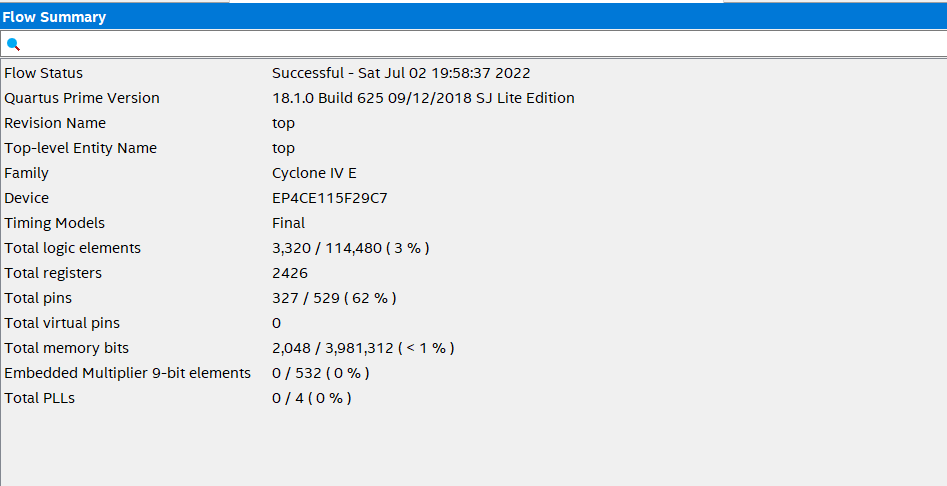 Flow Summary
Flow Status Successful - Sat Jul 02 19:58:37 2022
Quartus Prime Version 18.1.0 Build 625 09/12/2018 SJ Lite Edition
Revision Name top
Top-level Entity Name top
Family Cyclone IV E
Device EP4CE115F29C7
Timing Models Final
Total logic elements 3,320 / 114,480 ( 3 % )
Total registers 2426
Total pins 327 / 529 ( 62 % )
Total virtual pins 0
Total memory bits 2,048 / 3,981,312 ( < 1 % )
Embedded Multiplier 9-bit elements 0 / 532 ( 0 % )
Total PLLs 0 / 4 ( 0 % )